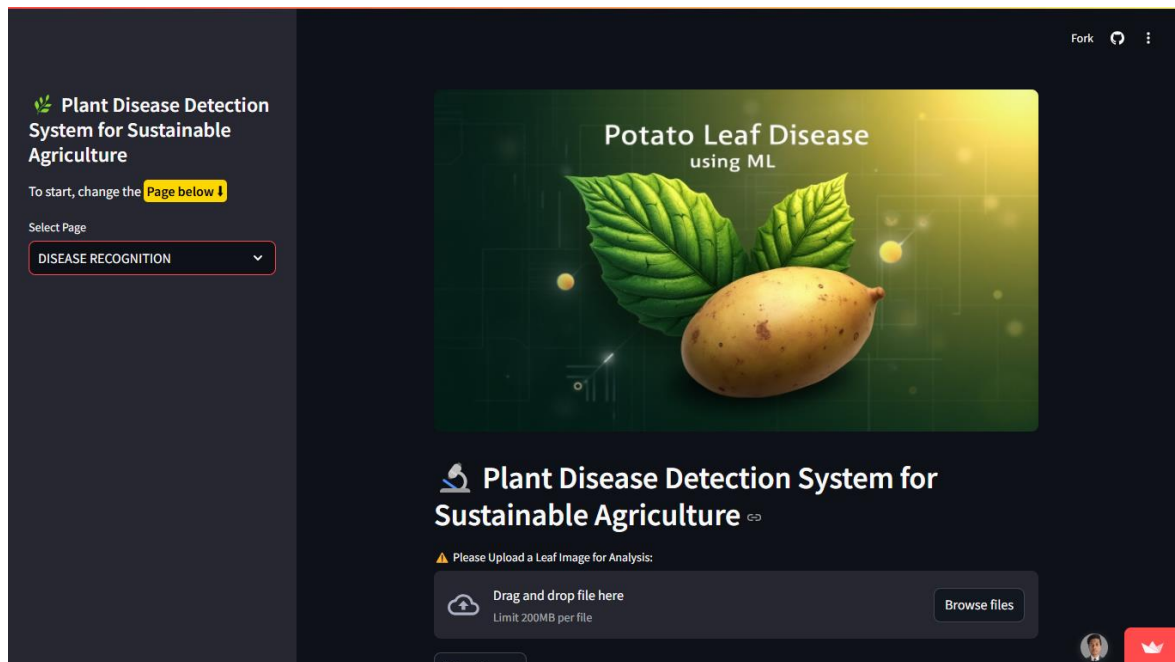 Fork
🌿 Plant Disease Detection
System for Sustainable
Agriculture
To start, change the Page below ⬇
Select Page
DISEASE RECOGNITION
Potato Leaf Disease
using ML
🔬 Plant Disease Detection System for
Sustainable Agriculture
⚠ Please Upload a Leaf Image for Analysis:
Drag and drop file here
Limit 200MB per file
Browse files